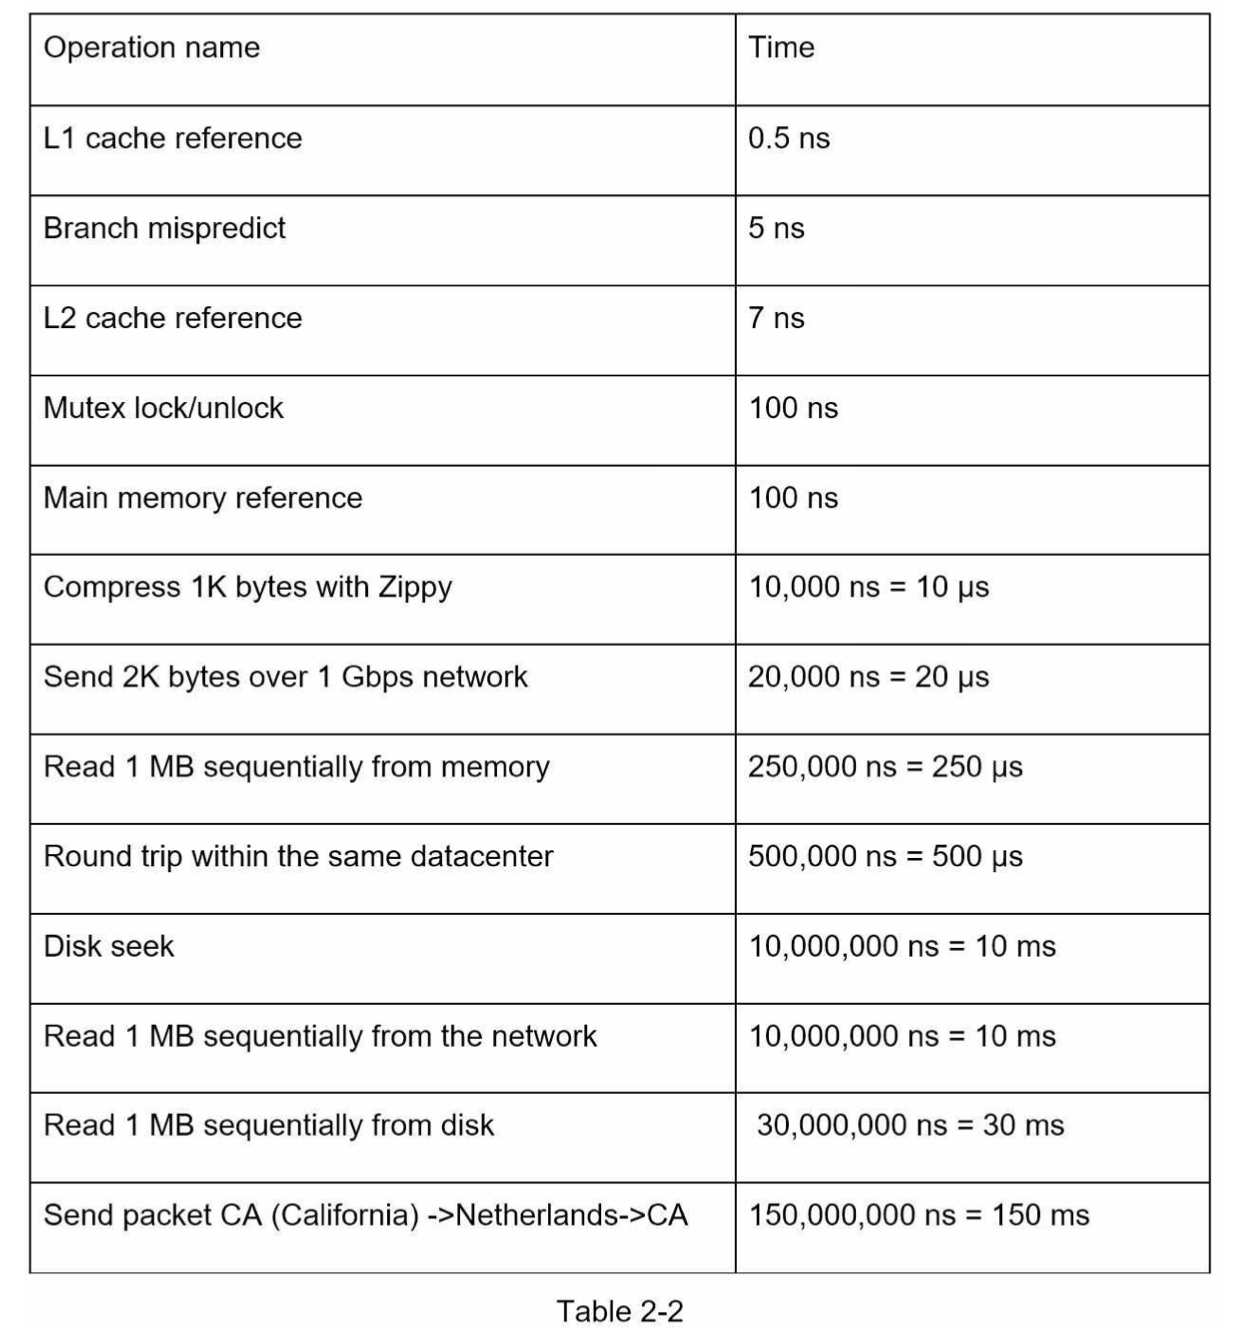 Operation name Time
L1 cache reference 0.5 ns
Branch mispredict 5 ns
L2 cache reference 7 ns
Mutex lock/unlock 100 ns
Main memory reference 100 ns
Compress 1K bytes with Zippy 10,000 ns = 10 µs
Send 2K bytes over 1 Gbps network 20,000 ns = 20 µs
Read 1 MB sequentially from memory 250,000 ns = 250 µs
Round trip within the same datacenter 500,000 ns = 500 µs
Disk seek 10,000,000 ns = 10 ms
Read 1 MB sequentially from the network 10,000,000 ns = 10 ms
Read 1 MB sequentially from disk 30,000,000 ns = 30 ms
Send packet CA (California) ->Netherlands->CA 150,000,000 ns = 150 ms
Table 2-2